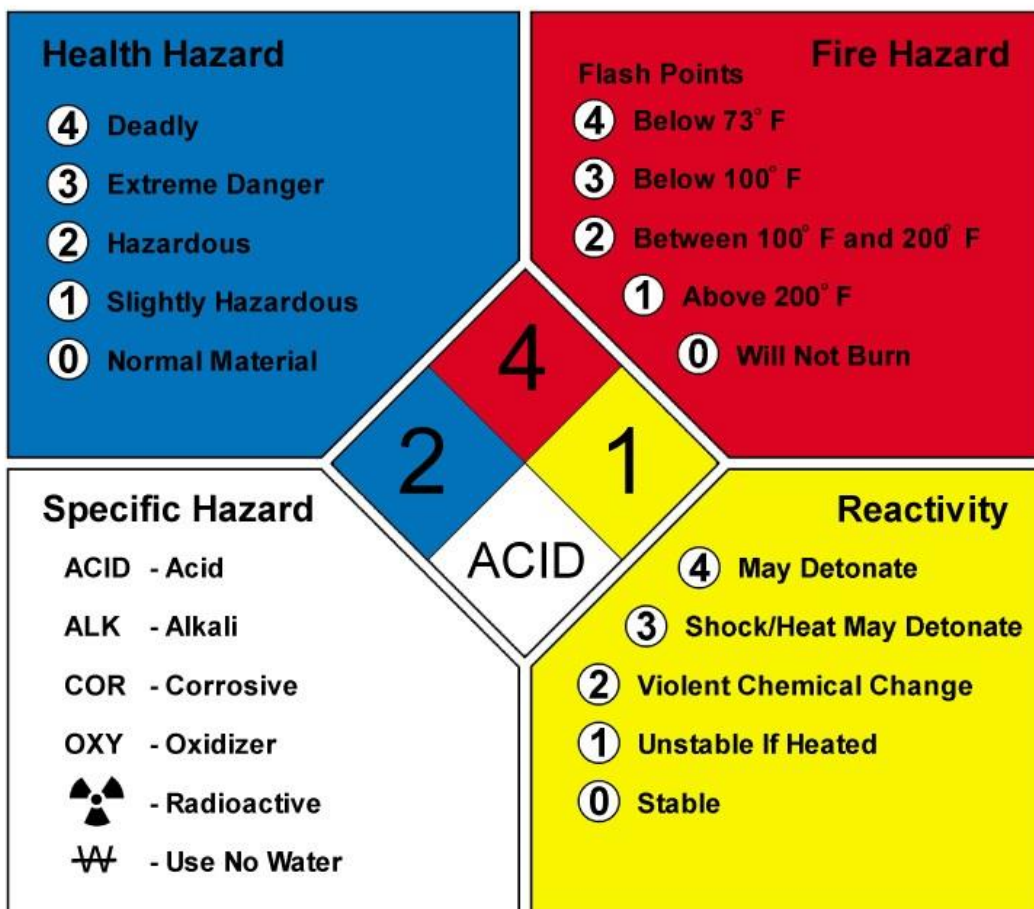 Health Hazard
4 Deadly
3 Extreme Danger
2 Hazardous
1 Slightly Hazardous
0 Normal Material
Fire Hazard
Flash Points
4 Below 73° F
3 Below 100° F
2 Between 100° F and 200° F
1 Above 200° F
0 Will Not Burn
4
2
1
ACID
Specific Hazard
ACID - Acid
ALK - Alkali
COR - Corrosive
OXY - Oxidizer
- Radioactive
W - Use No Water
Reactivity
4 May Detonate
3 Shock/Heat May Detonate
2 Violent Chemical Change
1 Unstable If Heated
0 Stable